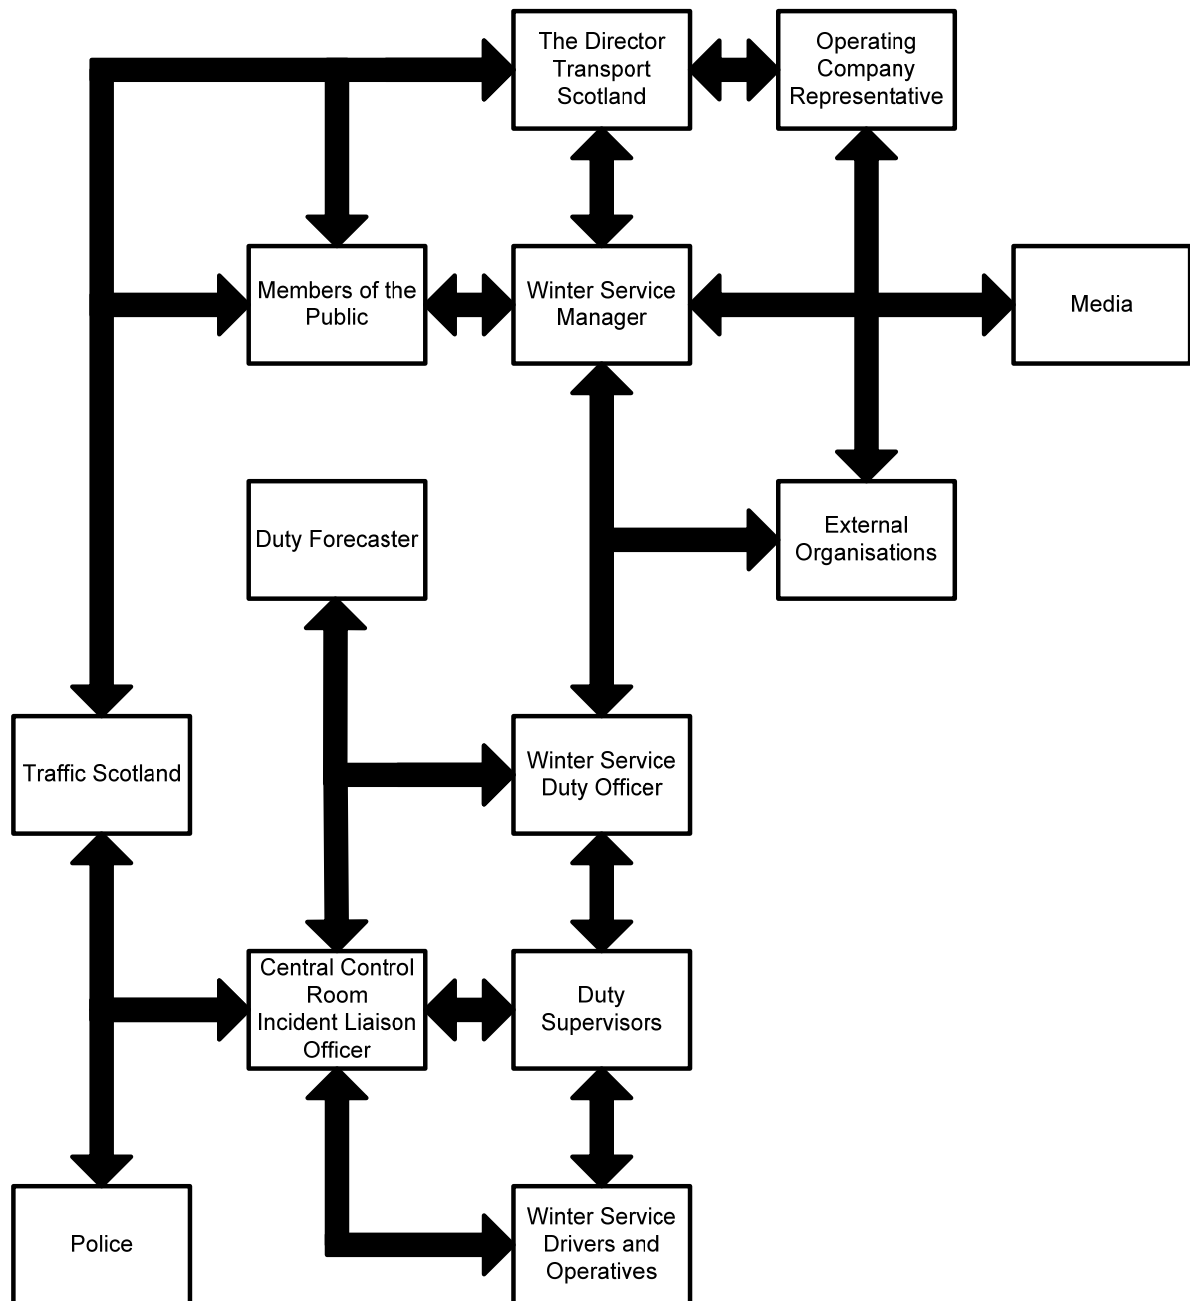 The Director
Transport
Scotland
Operating
Company
Representative
Members of the
Public
Winter Service
Manager
Media
Duty Forecaster
External
Organisations
Traffic Scotland
Winter Service
Duty Officer
Central Control
Room
Incident Liaison
Officer
Duty
Supervisors
Police
Winter Service
Drivers and
Operatives